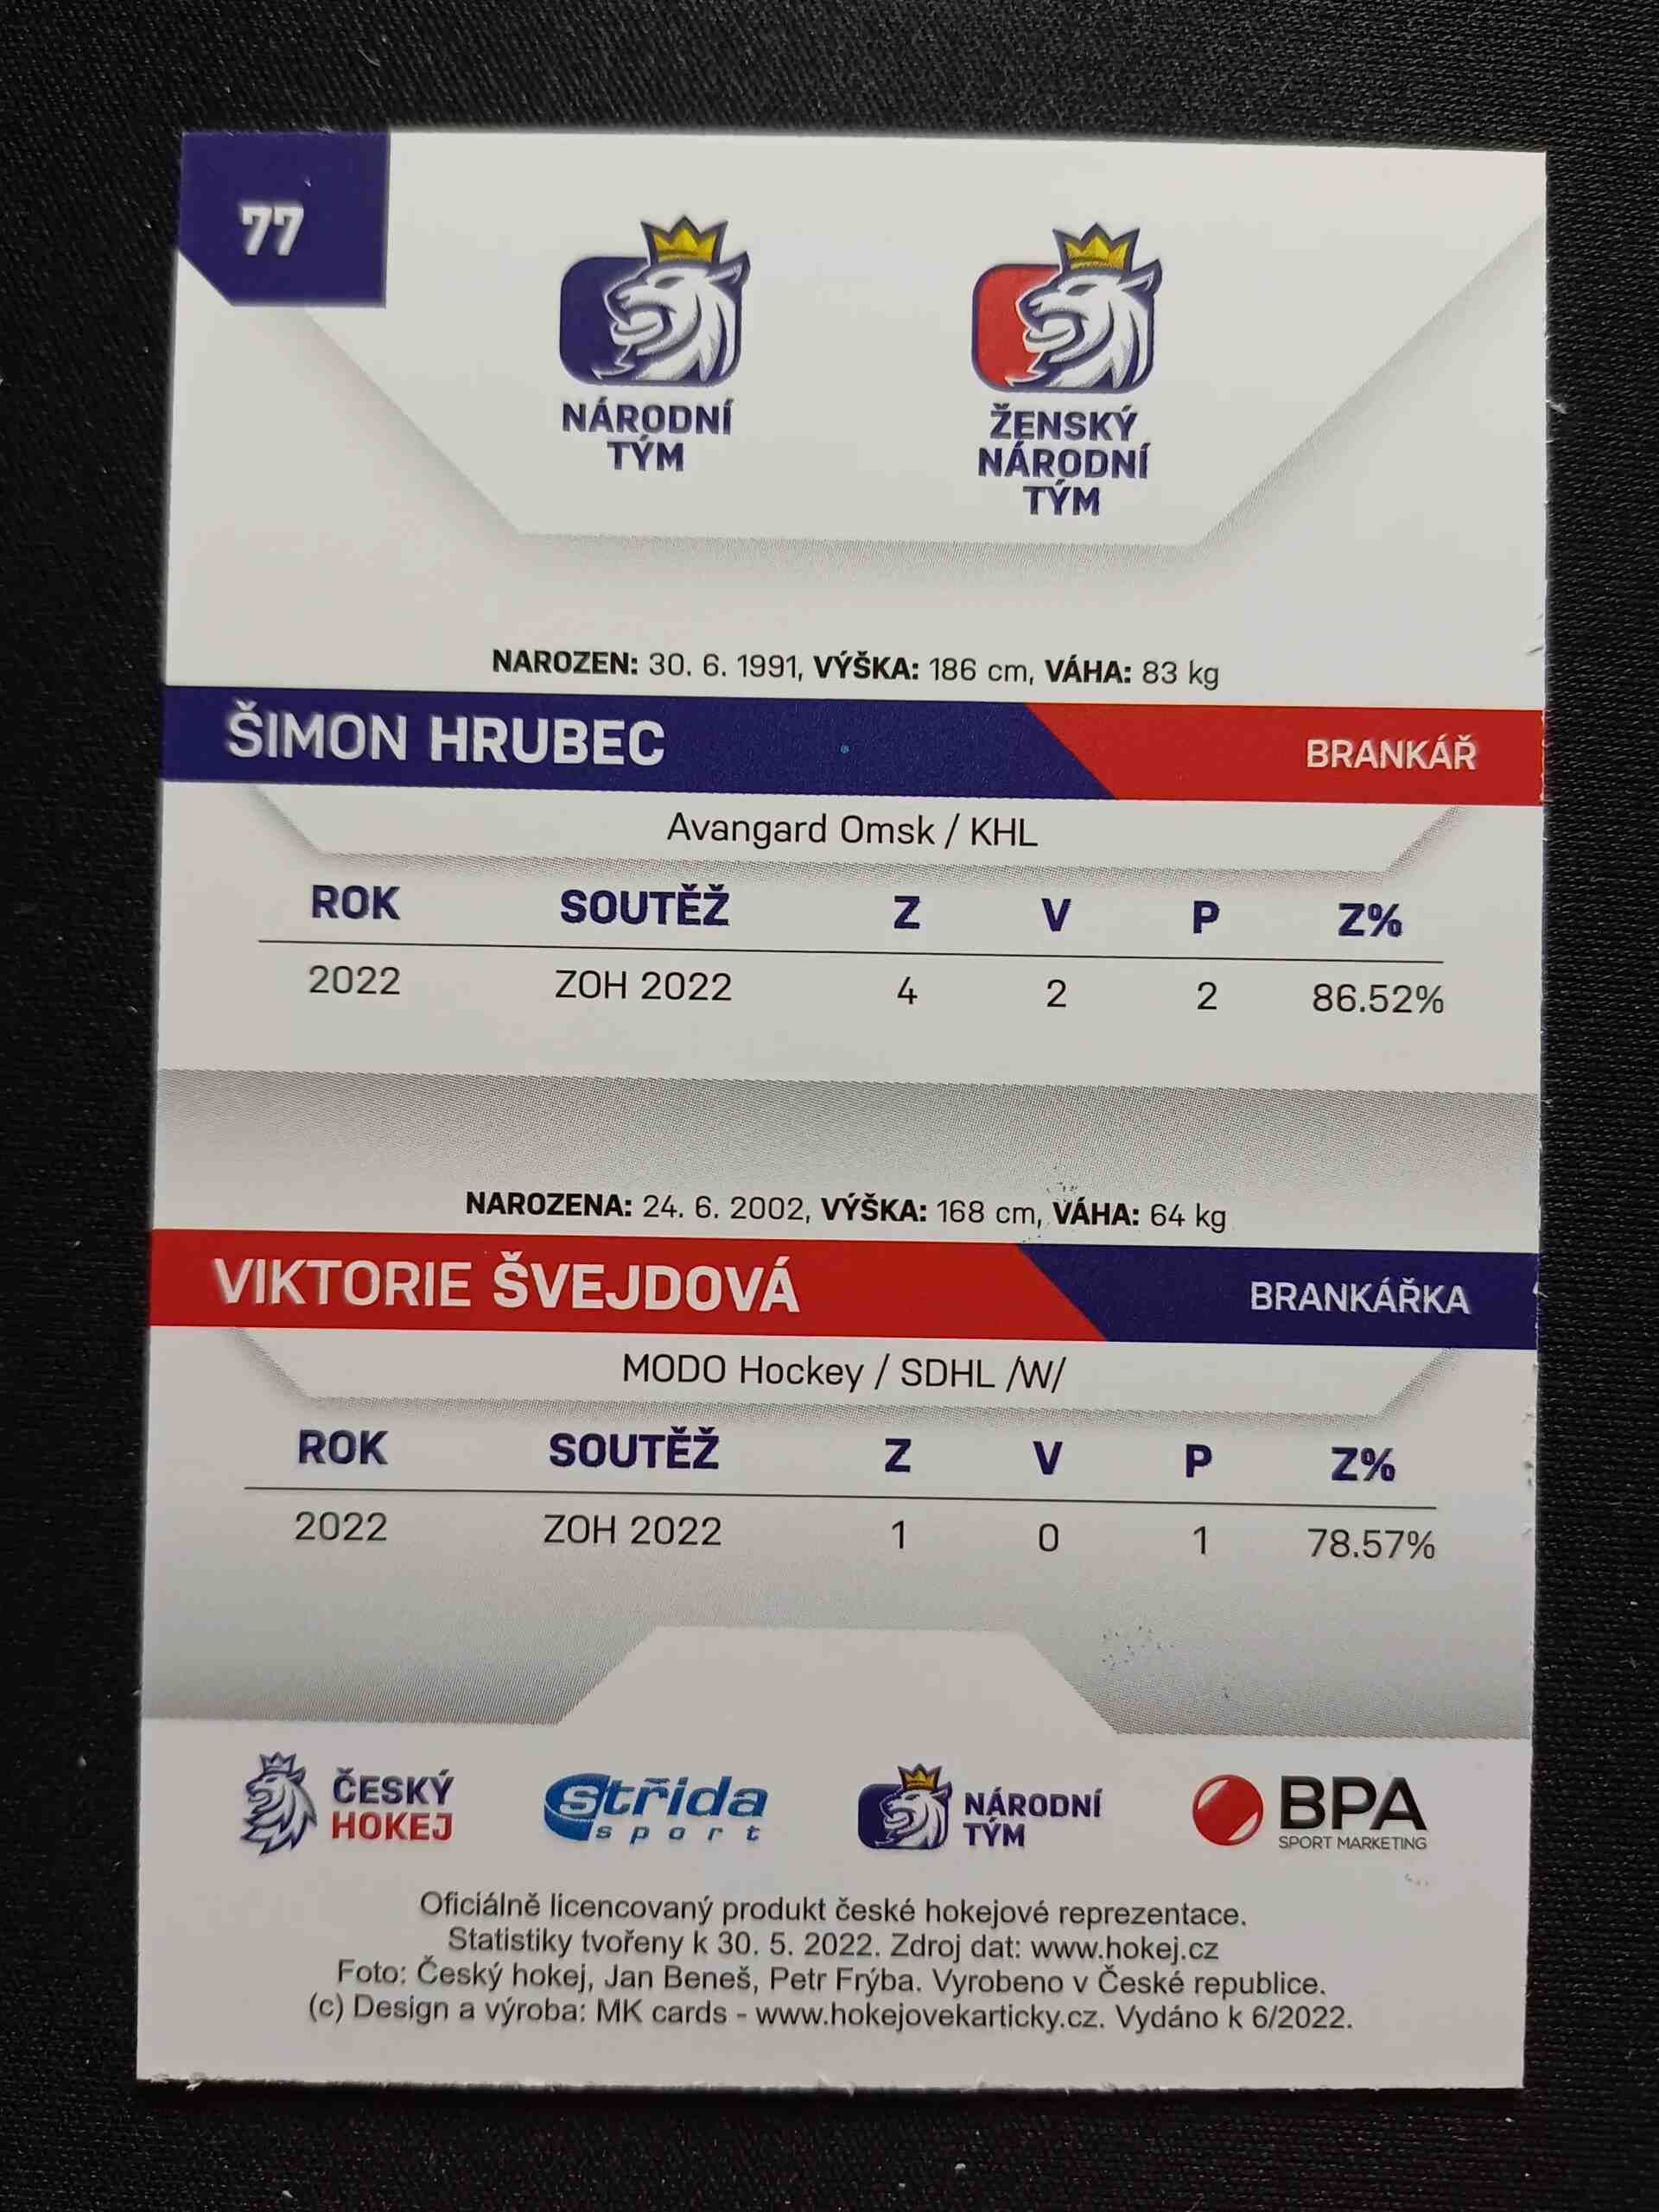 77
NÁRODNÍ
TÝM
ŽENSKÝ
NÁRODNÍ
TÝM
NAROZEN: 30. 6. 1991, VÝŠKA: 186 cm, VÁHA: 83 kg
ŠIMON HRUBEC BRANKÁŘ
Avangard Omsk / KHL
ROK SOUTĚŽ Z V P Z%
2022 ZOH 2022 4 2 2 86.52%
NAROZENA: 24. 6. 2002, VÝŠKA: 168 cm, VÁHA: 64 kg
VIKTORIE ŠVEJDOVÁ BRANKÁŘKA
MODO Hockey / SDHL /W/
ROK SOUTĚŽ Z V P Z%
2022 ZOH 2022 1 0 1 78.57%
ČESKÝ
HOKEJ
střída
sport
NÁRODNÍ
TÝM
BPA
SPORT MARKETING
Oficiálně licencovaný produkt české hokejové reprezentace.
Statistiky tvořeny k 30. 5. 2022. Zdroj dat: www.hokej.cz
Foto: Český hokej, Jan Beneš, Petr Frýba. Vyrobeno v České republice.
(c) Design a výroba: MK cards - www.hokejovekarticky.cz. Vydáno k 6/2022.